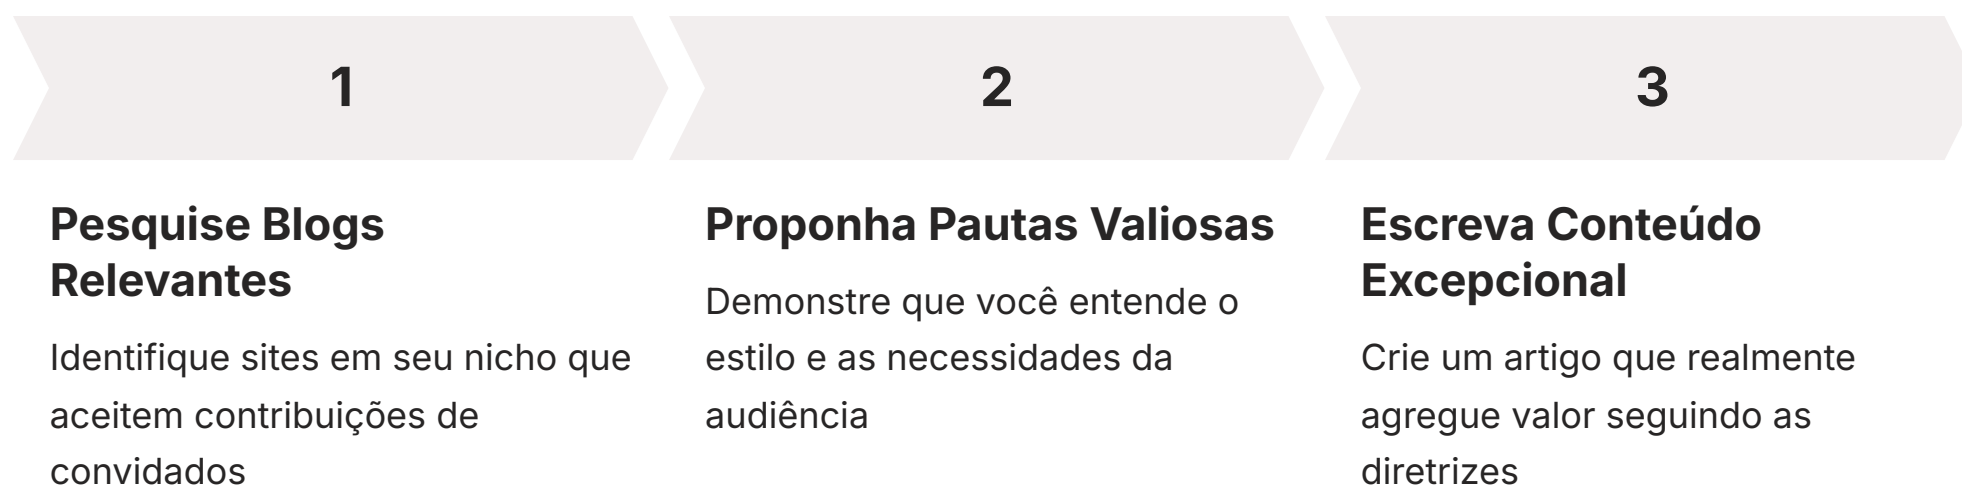 1
Pesquise Blogs
Relevantes
Identifique sites em seu nicho que
aceitem contribuições de
convidados
2
Proponha Pautas Valiosas
Demonstre que você entende o
estilo e as necessidades da
audiência
3
Escreva Conteúdo
Excepcional
Crie um artigo que realmente
agregue valor seguindo as
diretrizes